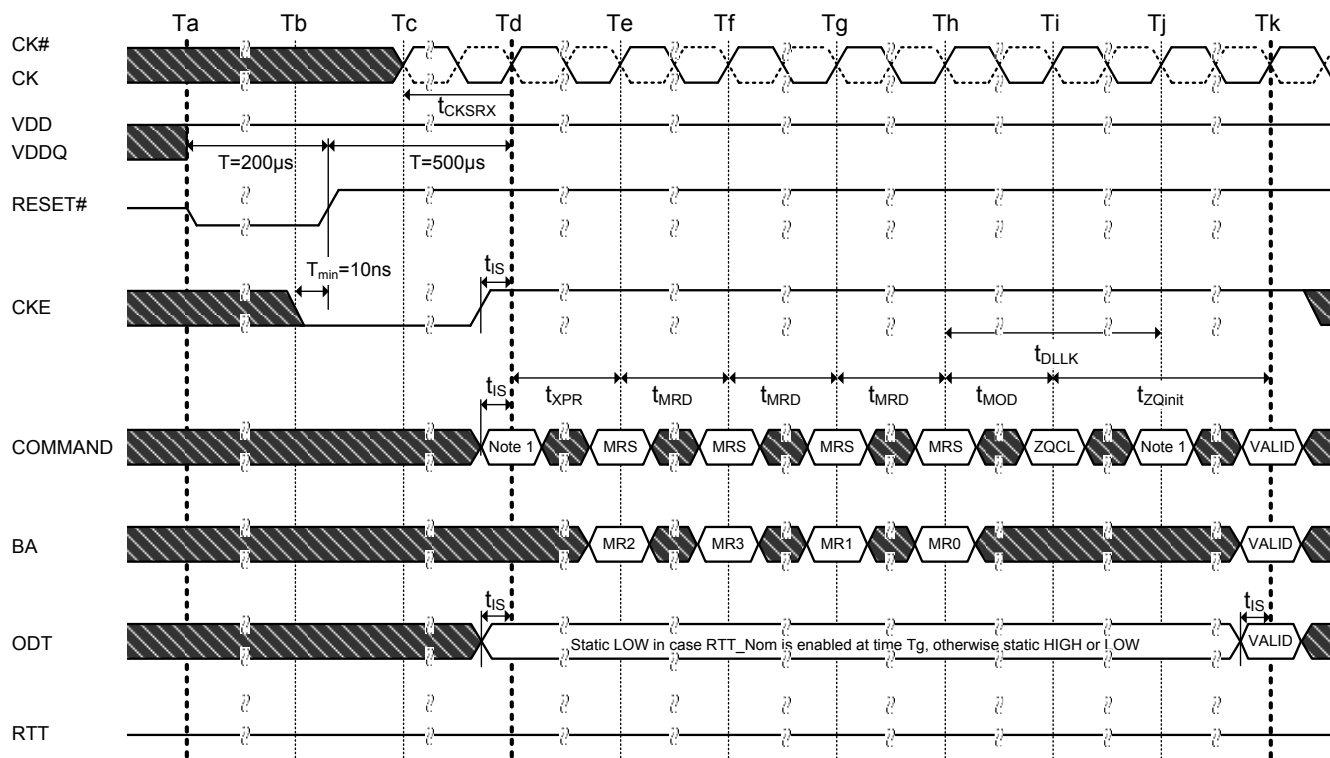 Ta Tb Tc Td Te Tf Tg Th Ti Tj Tk
CK#
CK
tCKSRX
VDD
VDDQ
T=200µs T=500µs
RESET#
Tmin=10ns tIS
CKE
tDLLK
tIS tXPR tMRD tMRD tMRD tMOD tZQinit
COMMAND Note 1 MRS MRS MRS MRS ZQCL Note 1 VALID
BA MR2 MR3 MR1 MR0 VALID
tIS tIS
ODT Static LOW in case RTT_Nom is enabled at time Tg, otherwise static HIGH or LOW VALID
RTT